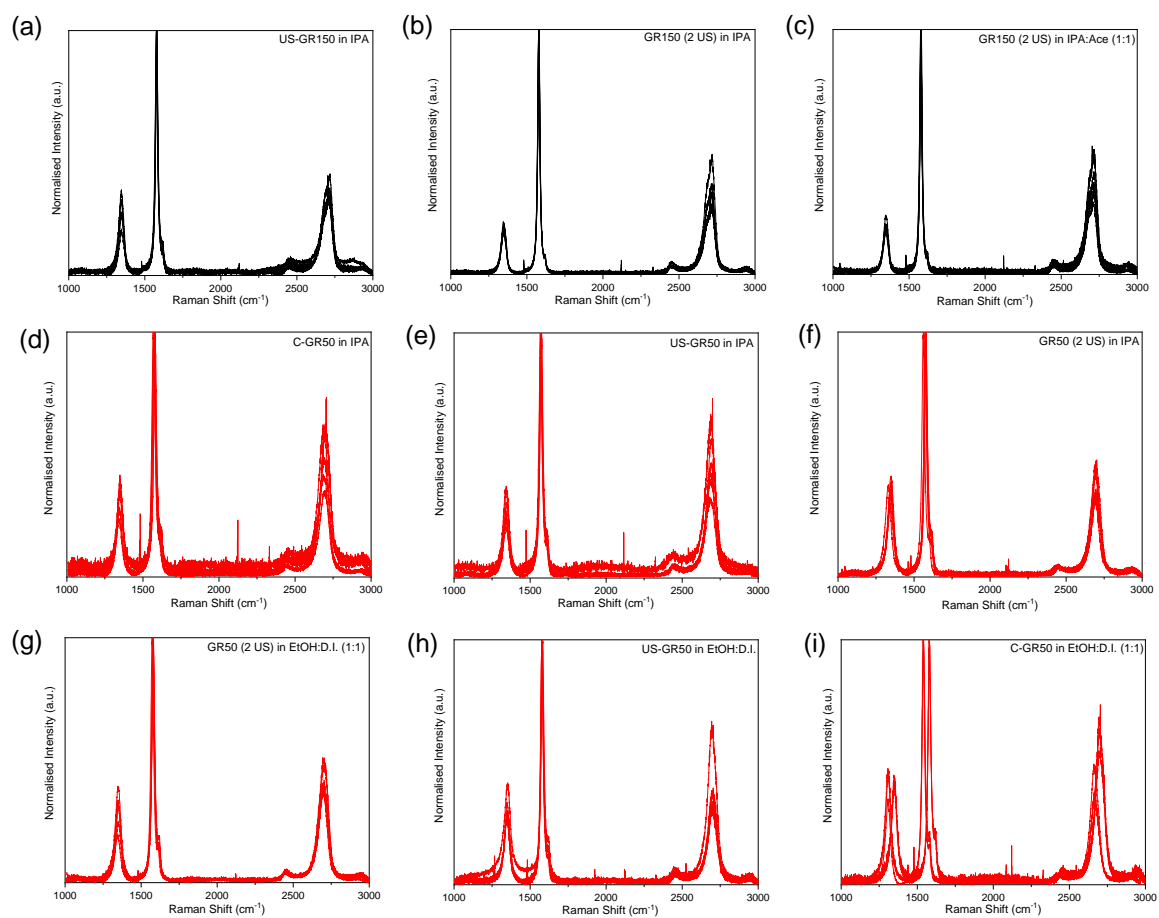 (a)
US-GR150 in IPA
Normalised Intensity (a.u.)
1000 1500 2000 2500 3000
Raman Shift (cm⁻¹)
(b)
GR150 (2 US) in IPA
Normalised Intensity (a.u.)
1000 1500 2000 2500 3000
Raman Shift (cm⁻¹)
(c)
GR150 (2 US) in IPA:Ace (1:1)
Normalised Intensity (a.u.)
1000 1500 2000 2500 3000
Raman Shift (cm⁻¹)
(d)
C-GR50 in IPA
Normalised Intensity (a.u.)
1000 1500 2000 2500 3000
Raman Shift (cm⁻¹)
(e)
US-GR50 in IPA
Normalised Intensity (a.u.)
1000 1500 2000 2500 3000
Raman Shift (cm⁻¹)
(f)
GR50 (2 US) in IPA
Normalised Intensity (a.u.)
1000 1500 2000 2500 3000
Raman Shift (cm⁻¹)
(g)
GR50 (2 US) in EtOH:D.I. (1:1)
Normalised Intensity (a.u.)
1000 1500 2000 2500 3000
Raman Shift (cm⁻¹)
(h)
US-GR50 in EtOH:D.I.
Normalised Intensity (a.u.)
1000 1500 2000 2500 3000
Raman Shift (cm⁻¹)
(i)
C-GR50 in EtOH:D.I. (1:1)
Normalised Intensity (a.u.)
1000 1500 2000 2500 3000
Raman Shift (cm⁻¹)